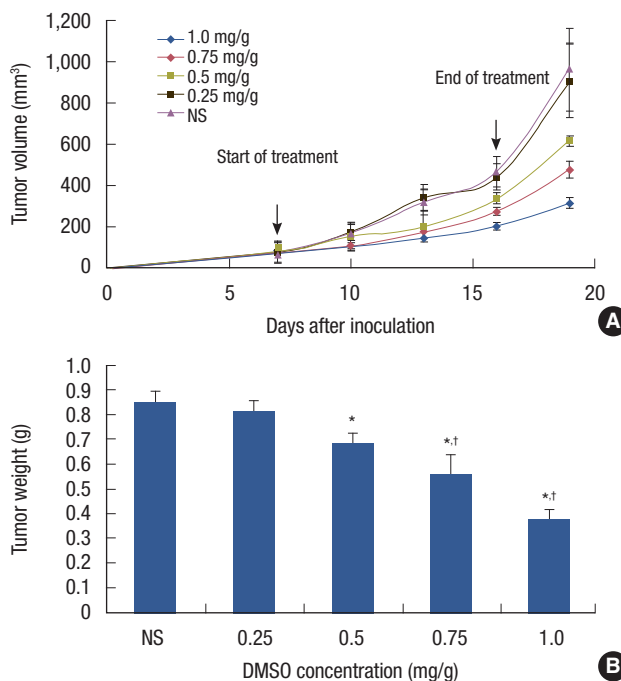 1,200
1,000
800
600
400
200
0
Tumor volume (mm³)
1.0 mg/g
0.75 mg/g
0.5 mg/g
0.25 mg/g
NS
Start of treatment
End of treatment
0 5 10 15 20
Days after inoculation
A
1.0
0.9
0.8
0.7
0.6
0.5
0.4
0.3
0.2
0.1
0
Tumor weight (g)
*
*,†
*,†
NS 0.25 0.5 0.75 1.0
DMSO concentration (mg/g)
B